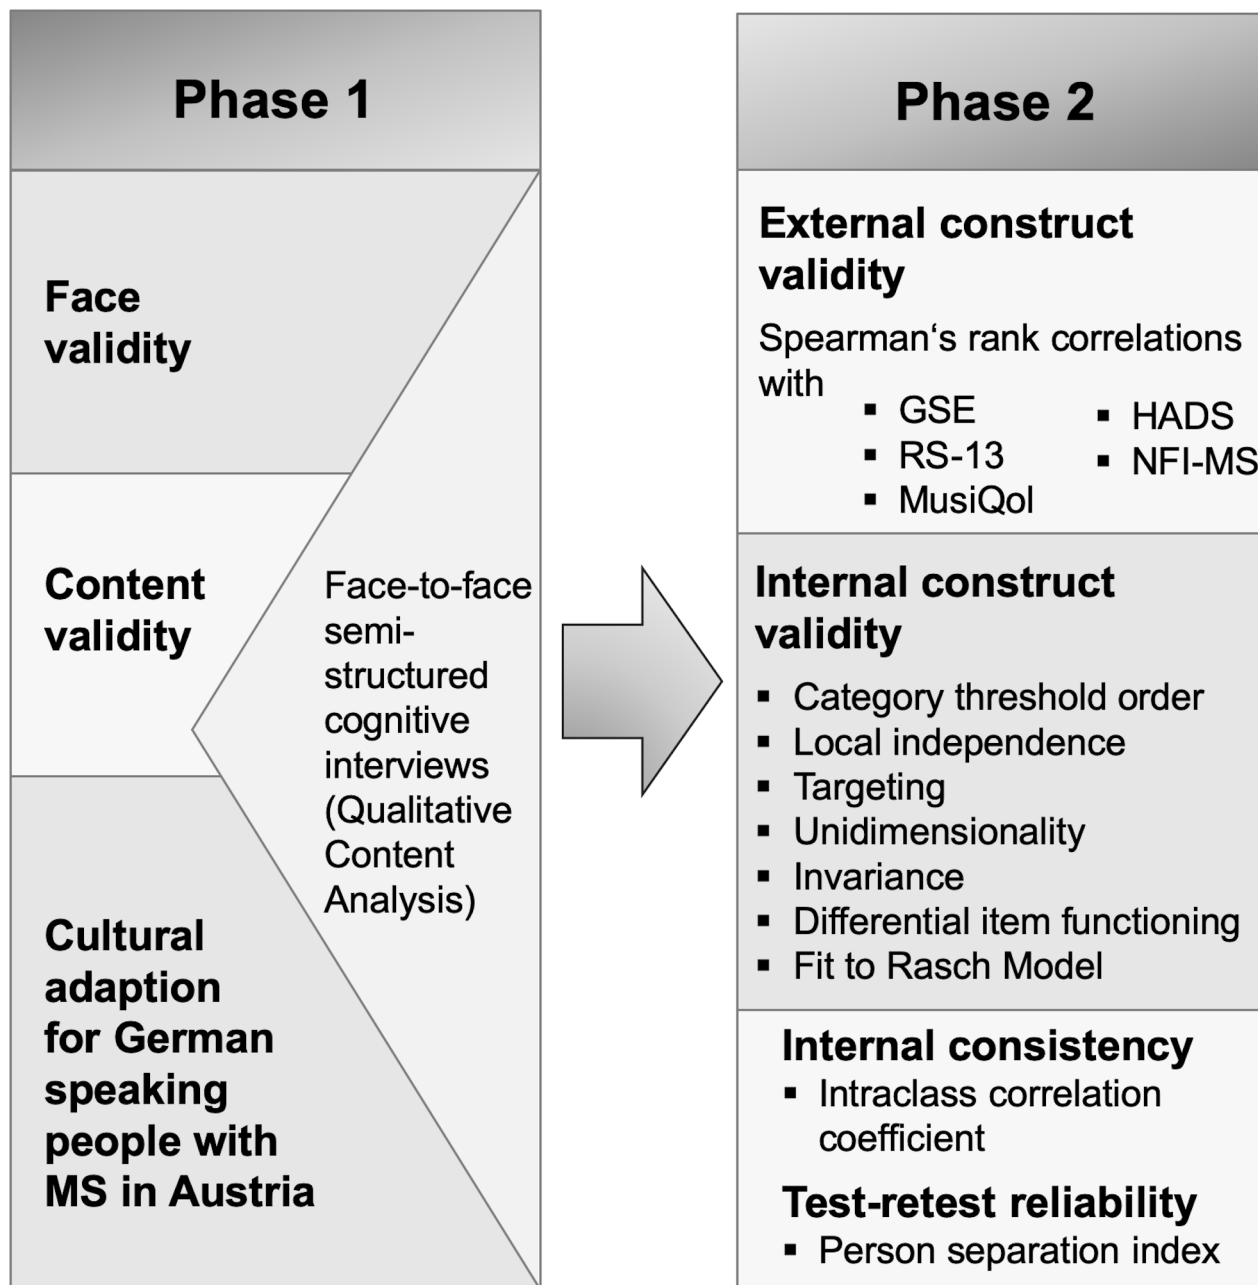 Phase 1
Face
validity
Content
validity
Cultural
adaption
for German
speaking
people with
MS in Austria
Face-to-face
semi-
structured
cognitive
interviews
(Qualitative
Content
Analysis)
Phase 2
External construct
validity
Spearman‘s rank correlations
with
▪ GSE
▪ RS-13
▪ MusiQol
▪ HADS
▪ NFI-MS
Internal construct
validity
▪ Category threshold order
▪ Local independence
▪ Targeting
▪ Unidimensionality
▪ Invariance
▪ Differential item functioning
▪ Fit to Rasch Model
Internal consistency
▪ Intraclass correlation
coefficient
Test-retest reliability
▪ Person separation index